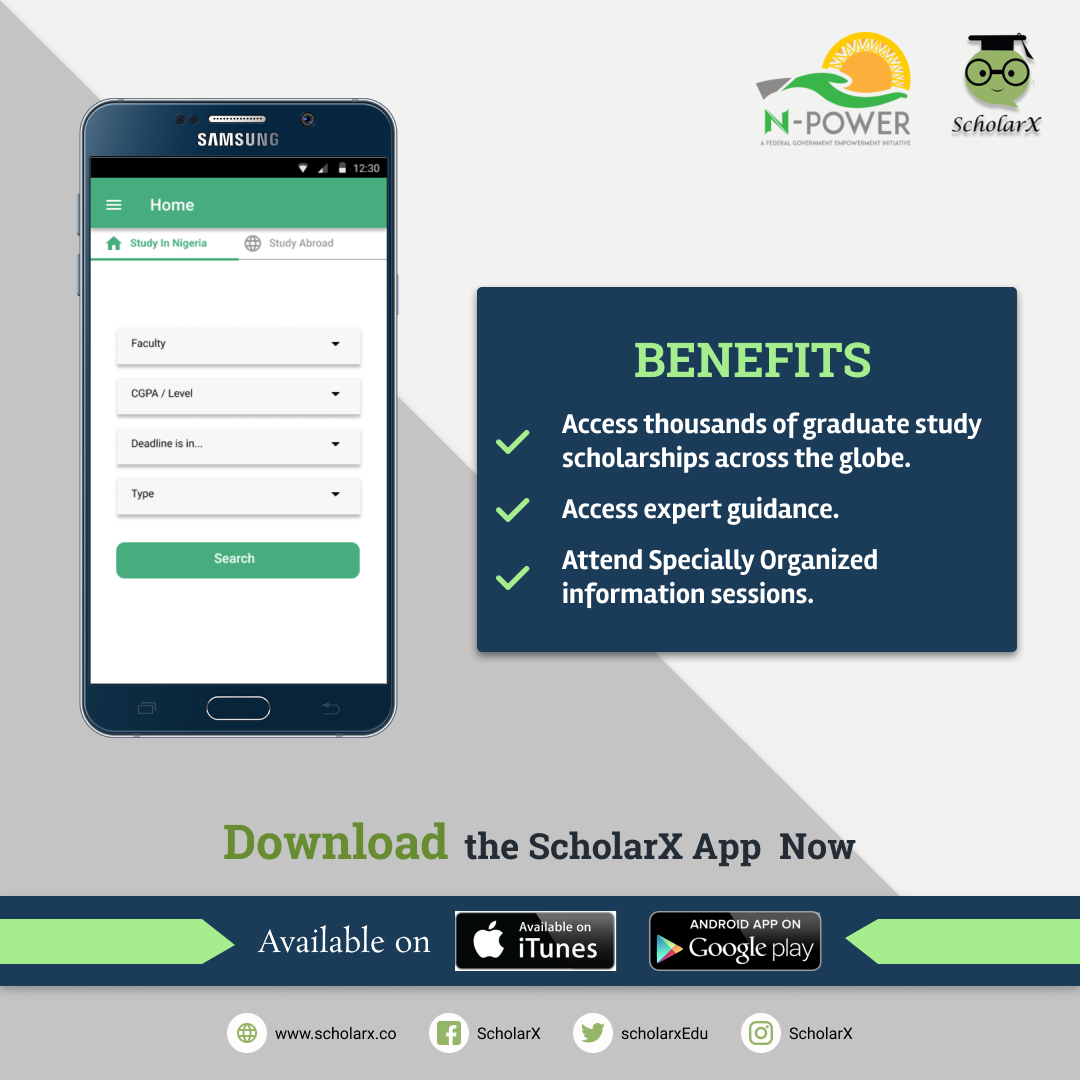 N-POWER
A FEDERAL GOVERNMENT EMPOWERMENT INITIATIVE
ScholarX
SAMSUNG
12:30
Home
Study In Nigeria
Study Abroad
Faculty
CGPA / Level
Deadline is in...
Type
Search
BENEFITS
Access thousands of graduate study
scholarships across the globe.
Access expert guidance.
Attend Specially Organized
information sessions.
Download the ScholarX App Now
Available on
Available on
iTunes
ANDROID APP ON
Google play
www.scholarx.co
ScholarX
scholarxEdu
ScholarX